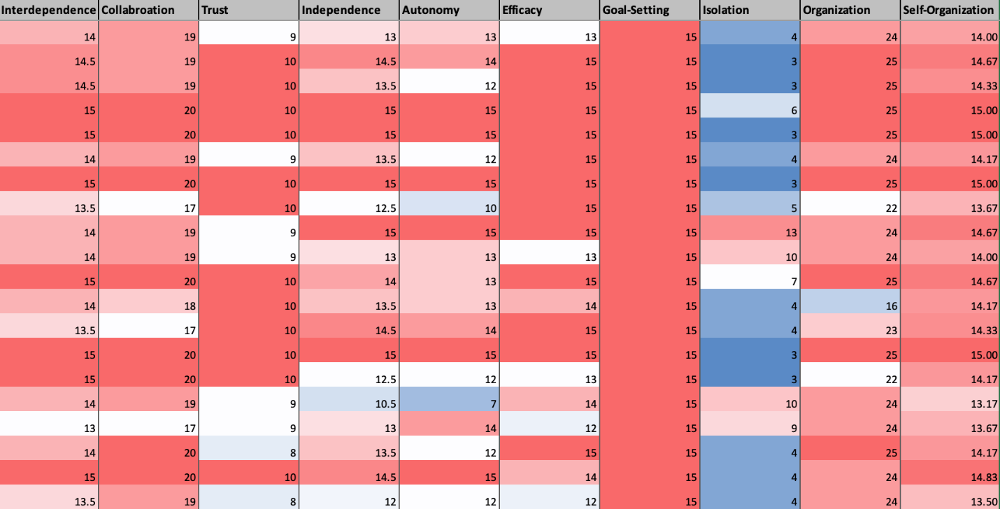 Interdependence Collabroation Trust Independence Autonomy Efficacy Goal-Setting Isolation Organization Self-Organization
14 19 9 13 13 13 15 4 24 14.00
14.5 19 10 14.5 14 15 15 3 25 14.67
14.5 19 10 13.5 12 15 15 3 25 14.33
15 20 10 15 15 15 15 6 25 15.00
15 20 10 15 15 15 15 3 25 15.00
14 19 9 13.5 12 15 15 4 24 14.17
15 20 10 15 15 15 15 3 25 15.00
13.5 17 10 12.5 10 15 15 5 22 13.67
14 19 9 15 15 15 15 13 24 14.67
14 19 9 13 13 13 15 10 24 14.00
15 20 10 14 13 15 15 7 25 14.67
14 18 10 13.5 13 14 15 4 16 14.17
13.5 17 10 14.5 14 15 15 4 23 14.33
15 20 10 15 15 15 15 3 25 15.00
15 20 10 12.5 12 13 15 3 22 14.17
14 19 9 10.5 7 14 15 10 24 13.17
13 17 9 13 14 12 15 9 24 13.67
14 20 8 13.5 12 15 15 4 25 14.17
15 20 10 14.5 15 14 15 4 24 14.83
13.5 19 8 12 12 12 15 4 24 13.50